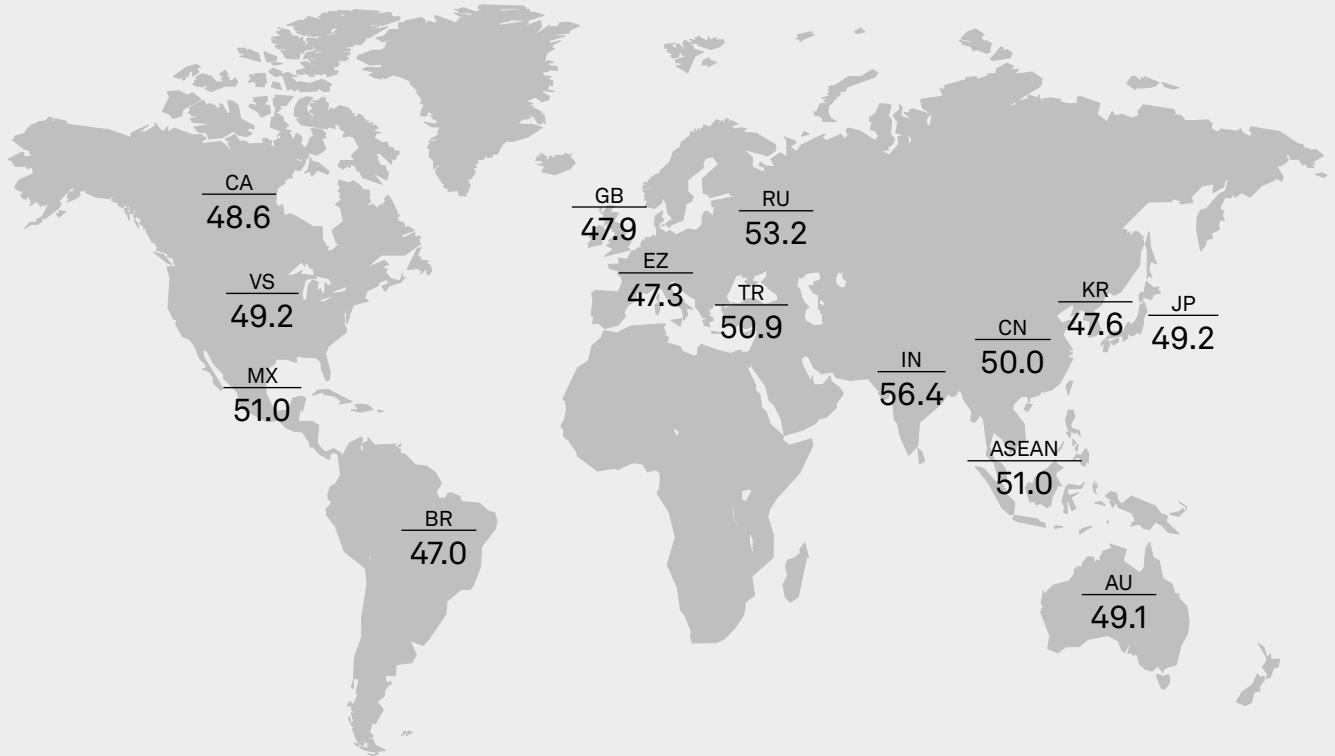 CA
48.6
VS
49.2
MX
51.0
BR
47.0
GB
47.9
EZ
47.3
RU
53.2
TR
50.9
IN
56.4
CN
50.0
KR
47.6
JP
49.2
ASEAN
51.0
AU
49.1